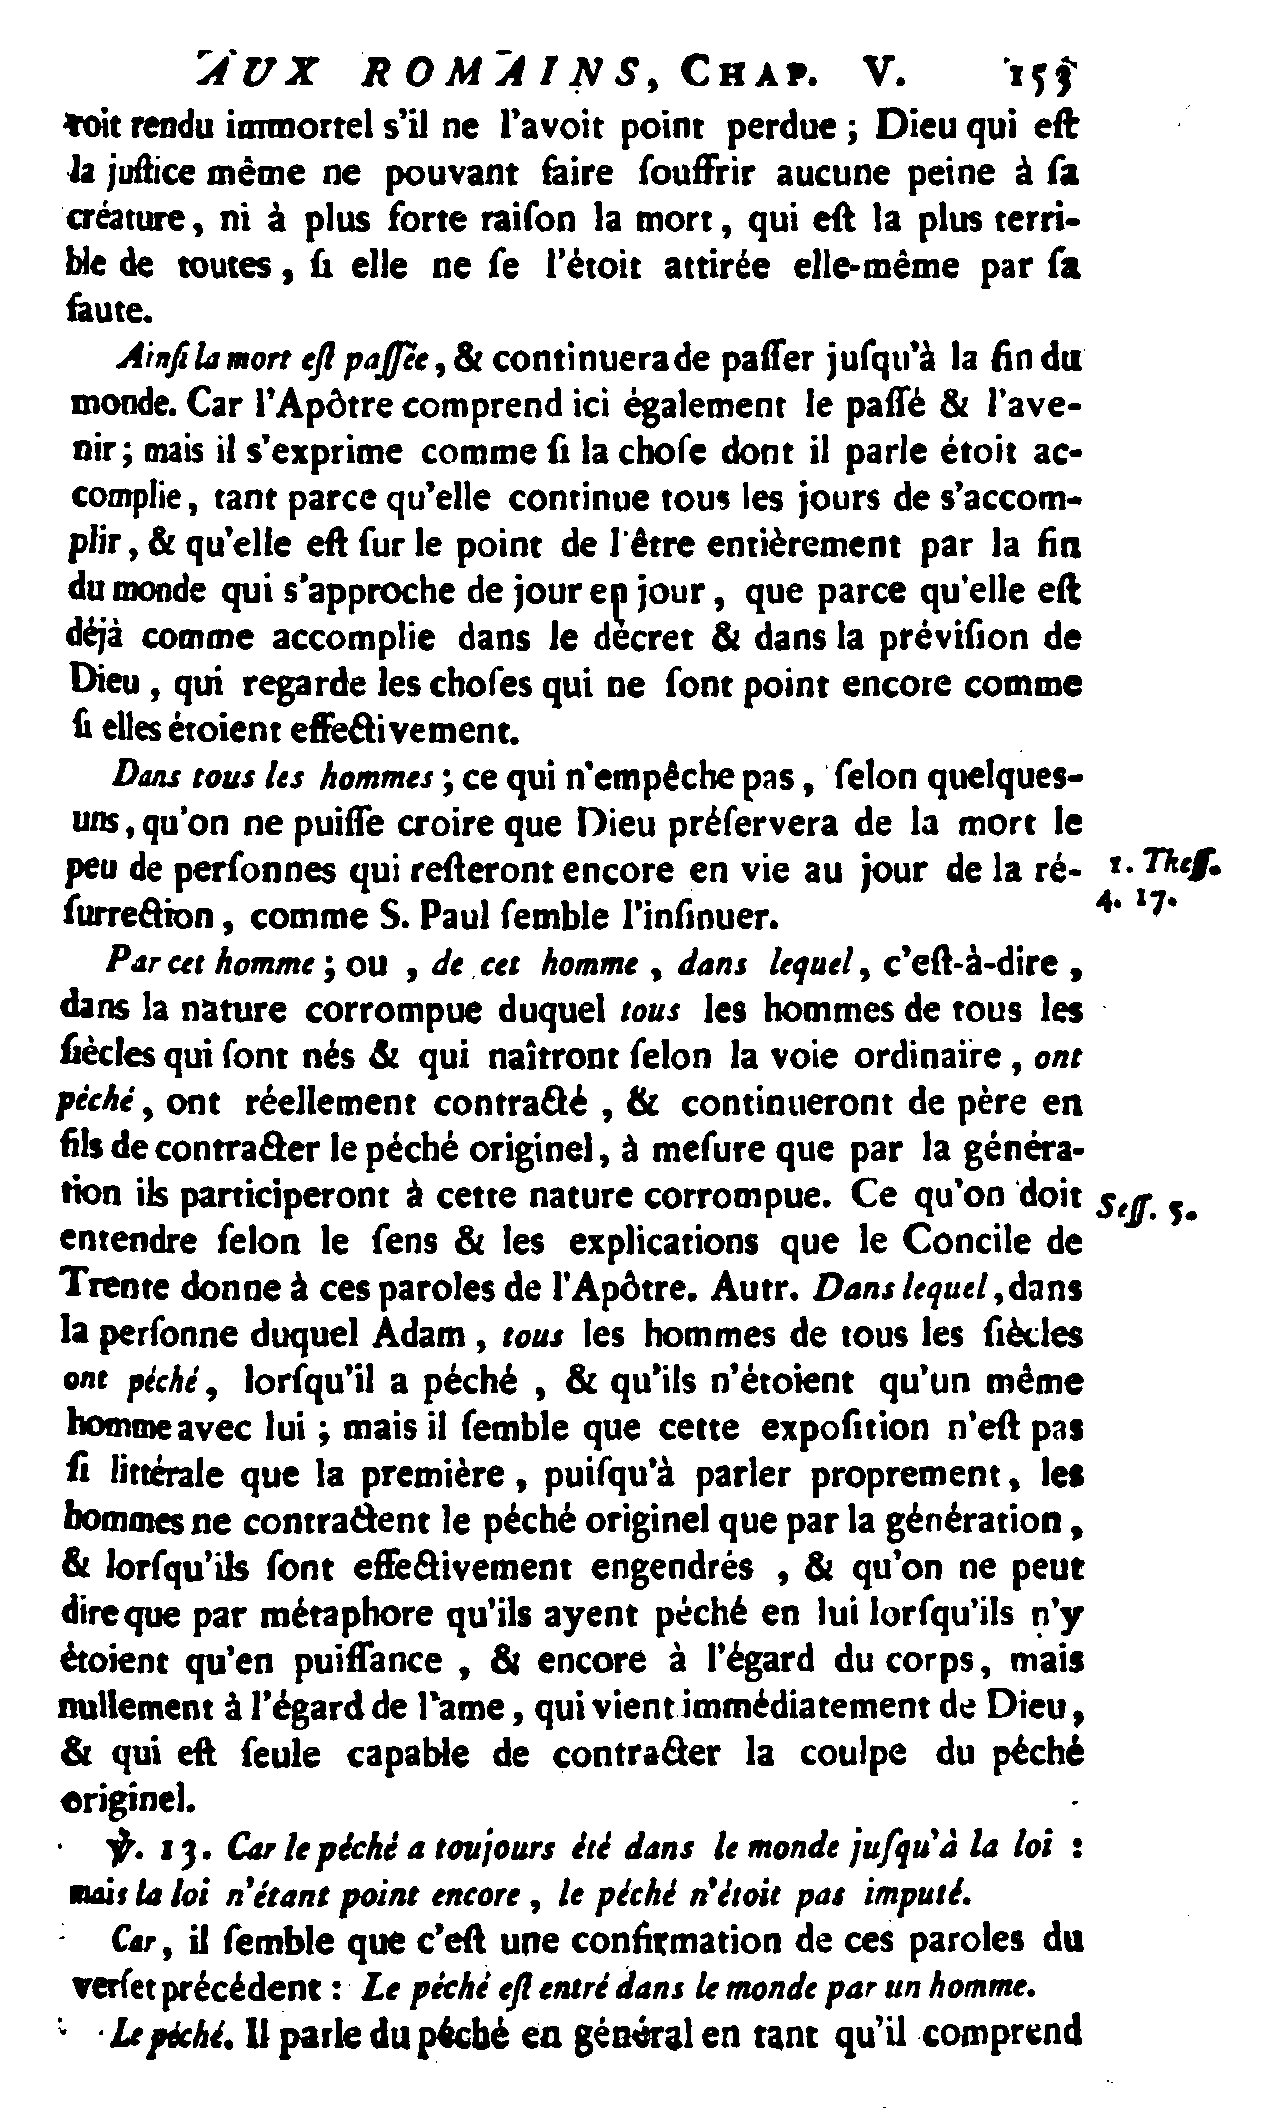 AUX ROMAINS, CHAP. V. 155
roit rendu immortel s'il ne l'avoit point perdue ; Dieu qui eſt
la juſtice même ne pouvant faire ſouffrir aucune peine à ſa
créature, ni à plus forte raiſon la mort, qui eſt la plus terri-
ble de toutes, ſi elle ne ſe l'étoit attirée elle-même par ſa
faute.
Ainſi la mort eſt paſſée, & continuera de paſſer juſqu'à la fin du
monde. Car l'Apôtre comprend ici également le paſſé & l'ave-
nir ; mais il s'exprime comme ſi la choſe dont il parle étoit ac-
complie, tant parce qu'elle continue tous les jours de s'accom-
plir, & qu'elle eſt ſur le point de l'être entièrement par la fin
du monde qui s'approche de jour en jour, que parce qu'elle eſt
déjà comme accomplie dans le décret & dans la préviſion de
Dieu, qui regarde les choſes qui ne ſont point encore comme
ſi elles étoient effectivement.
Dans tous les hommes ; ce qui n'empêche pas, ſelon quelques-
uns, qu'on ne puiſſe croire que Dieu préſervera de la mort le
peu de perſonnes qui reſteront encore en vie au jour de la ré-
1. Theſſ.
4. 17.
ſurrection, comme S. Paul ſemble l'inſinuer.
Par cet homme ; ou, de cet homme, dans lequel, c'eſt-à-dire,
dans la nature corrompue duquel tous les hommes de tous les
ſiècles qui ſont nés & qui naîtront ſelon la voie ordinaire, ont
péché, ont réellement contracté, & continueront de père en
fils de contracter le péché originel, à meſure que par la généra-
tion ils participeront à cette nature corrompue. Ce qu'on doit
Seſſ. 5.
entendre ſelon le ſens & les explications que le Concile de
Trente donne à ces paroles de l'Apôtre. Autr. Dans lequel, dans
la perſonne duquel Adam, tous les hommes de tous les ſiècles
ont péché, lorſqu'il a péché, & qu'ils n'étoient qu'un même
homme avec lui ; mais il ſemble que cette expoſition n'eſt pas
ſi littérale que la première, puiſqu'à parler proprement, les
hommes ne contractent le péché originel que par la génération,
& lorſqu'ils ſont effectivement engendrés, & qu'on ne peut
dire que par métaphore qu'ils ayent péché en lui lorſqu'ils n'y
étoient qu'en puiſſance, & encore à l'égard du corps, mais
nullement à l'égard de l'ame, qui vient immédiatement de Dieu,
& qui eſt ſeule capable de contracter la coulpe du péché
originel.
℣. 13. Car le péché a toujours été dans le monde juſqu'à la loi :
mais la loi n'étant point encore, le péché n'étoit pas imputé.
Car, il ſemble que c'eſt une confirmation de ces paroles du
verſet précédent : Le péché eſt entré dans le monde par un homme.
Le péché. Il parle du péché en général en tant qu'il comprend